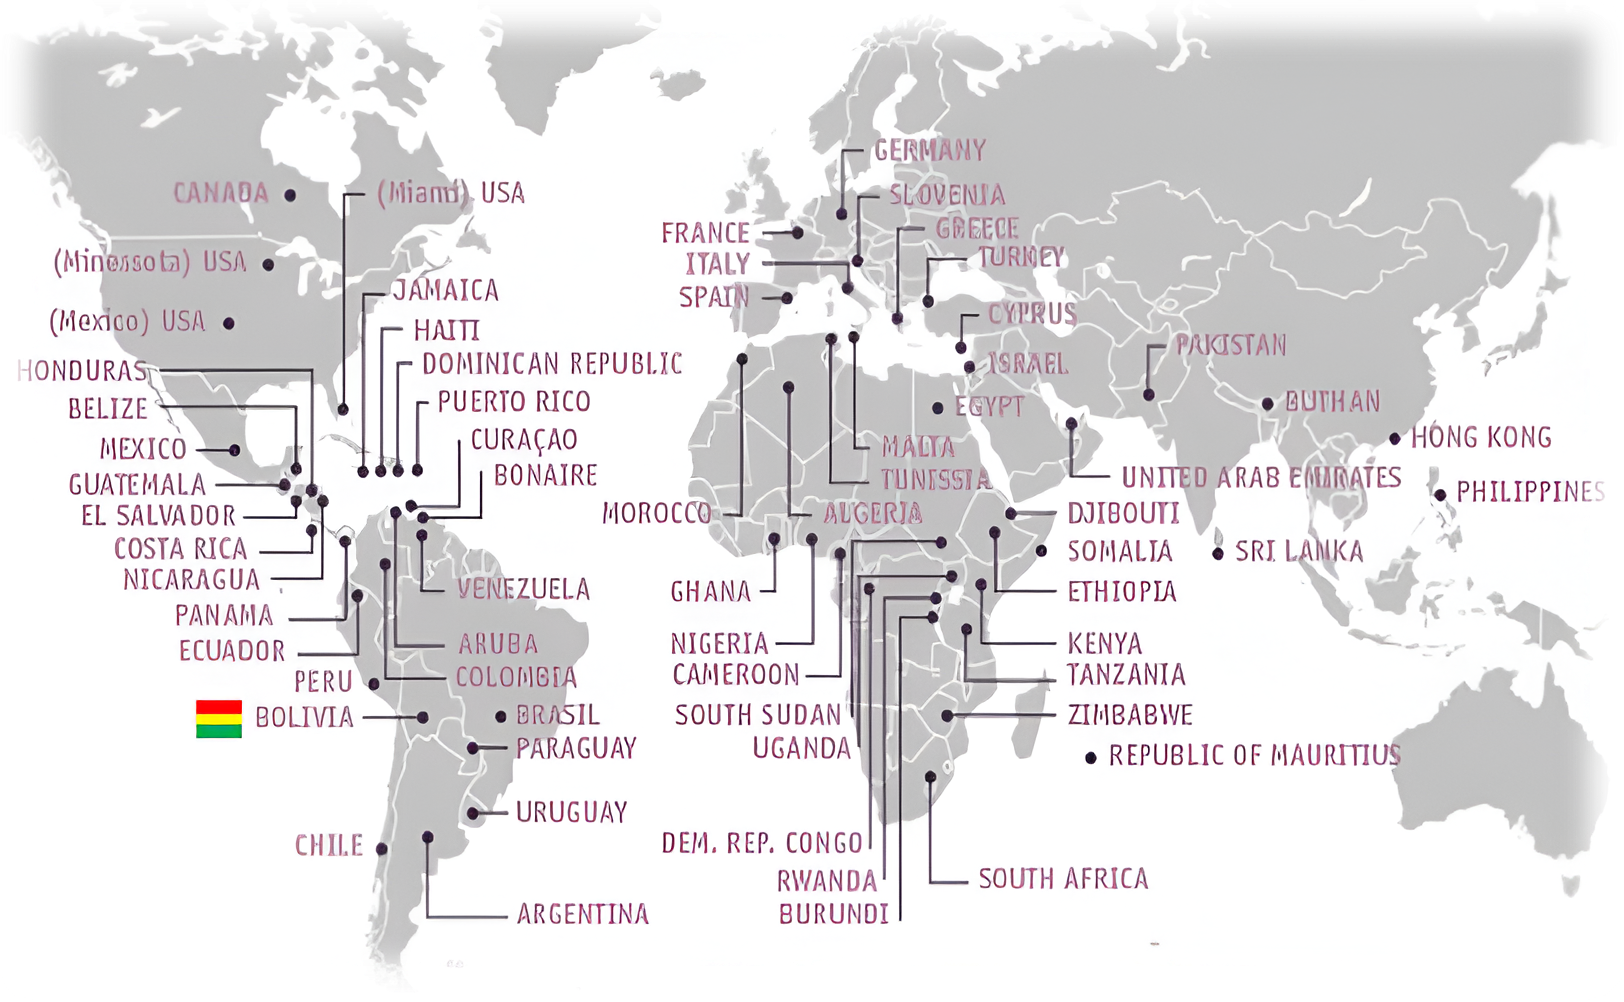 GERMANY
CANADA
(Miami) USA
SLOVENIA
FRANCE
GREECE
(Minessota) USA
ITALY
TURKEY
JAMAICA
SPAIN
CYPRUS
(Mexico) USA
HAITI
PAKISTAN
HONDURAS
DOMINICAN REPUBLIC
ISRAEL
BELIZE
PUERTO RICO
EGYPT
BUTHAN
MEXICO
CURAÇAO
MALTA
HONG KONG
GUATEMALA
BONAIRE
TUNISSIA
UNITED ARAB EMIRATES
PHILIPPINES
EL SALVADOR
MOROCCO
ALGERIA
DJIBOUTI
COSTA RICA
SOMALIA
SRI LANKA
NICARAGUA
VENEZUELA
GHANA
ETHIOPIA
PANAMA
ECUADOR
ARUBA
NIGERIA
KENYA
PERU
COLOMBIA
CAMEROON
TANZANIA
BOLIVIA
BRASIL
SOUTH SUDAN
ZIMBABWE
PARAGUAY
UGANDA
REPUBLIC OF MAURITIUS
URUGUAY
CHILE
DEM. REP. CONGO
RWANDA
SOUTH AFRICA
ARGENTINA
BURUNDI